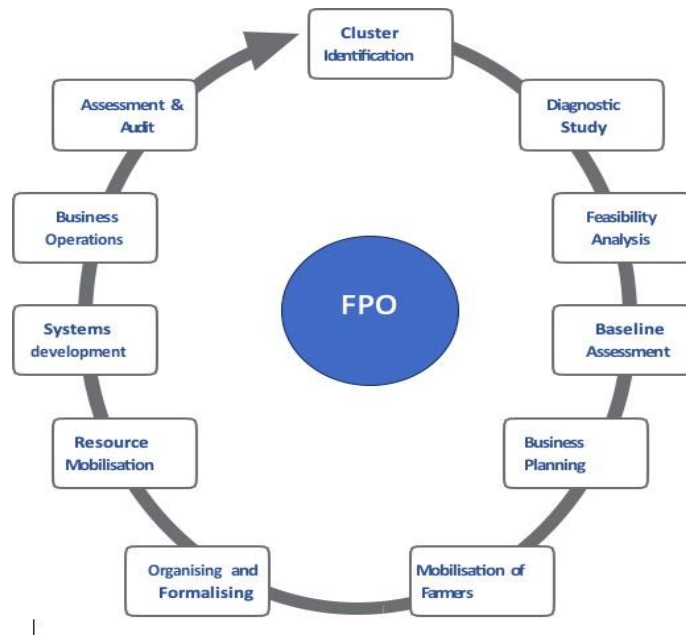 Cluster
Identification
Diagnostic
Study
Feasibility
Analysis
Baseline
Assessment
Business
Planning
Mobilisation of
Farmers
Organising and
Formalising
Resource
Mobilisation
Systems
development
Business
Operations
Assessment &
Audit
FPO